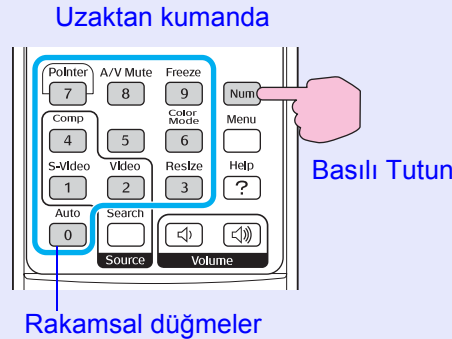 Uzaktan kumanda
Pointer A/V Mute Freeze
7 8 9 Num
Comp Color Mode Menu
4 5 6
S-Video Video Resize Help
1 2 3 ?
Basılı Tutun
Auto Search
0
Source Volume
Rakamsal düğmeler